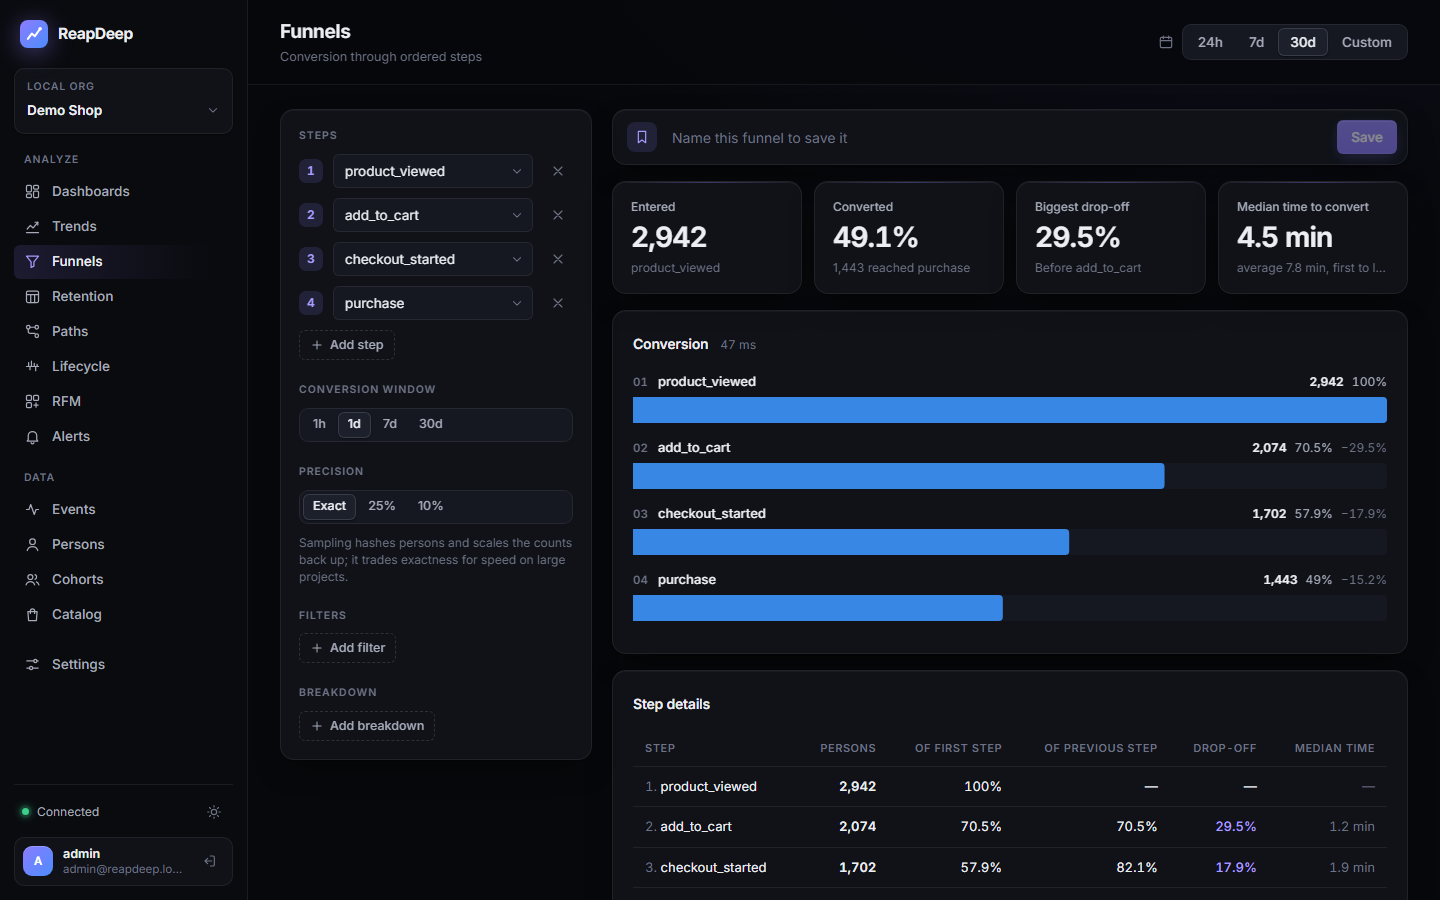 ReapDeep
LOCAL ORG
Demo Shop
ANALYZE
Dashboards
Trends
Funnels
Retention
Paths
Lifecycle
RFM
Alerts
DATA
Events
Persons
Cohorts
Catalog
Settings
Connected
A
admin
admin@reapdeep.lo...
Funnels
Conversion through ordered steps
24h 7d 30d Custom
STEPS
1 product_viewed
2 add_to_cart
3 checkout_started
4 purchase
+ Add step
CONVERSION WINDOW
1h 1d 7d 30d
PRECISION
Exact 25% 10%
Sampling hashes persons and scales the counts
back up; it trades exactness for speed on large
projects.
FILTERS
+ Add filter
BREAKDOWN
+ Add breakdown
Name this funnel to save it Save
Entered
2,942
product_viewed
Converted
49.1%
1,443 reached purchase
Biggest drop-off
29.5%
Before add_to_cart
Median time to convert
4.5 min
average 7.8 min, first to l...
Conversion 47 ms
01 product_viewed 2,942 100%
02 add_to_cart 2,074 70.5% −29.5%
03 checkout_started 1,702 57.9% −17.9%
04 purchase 1,443 49% −15.2%
Step details
STEP PERSONS OF FIRST STEP OF PREVIOUS STEP DROP-OFF MEDIAN TIME
1. product_viewed 2,942 100% — — —
2. add_to_cart 2,074 70.5% 70.5% 29.5% 1.2 min
3. checkout_started 1,702 57.9% 82.1% 17.9% 1.9 min